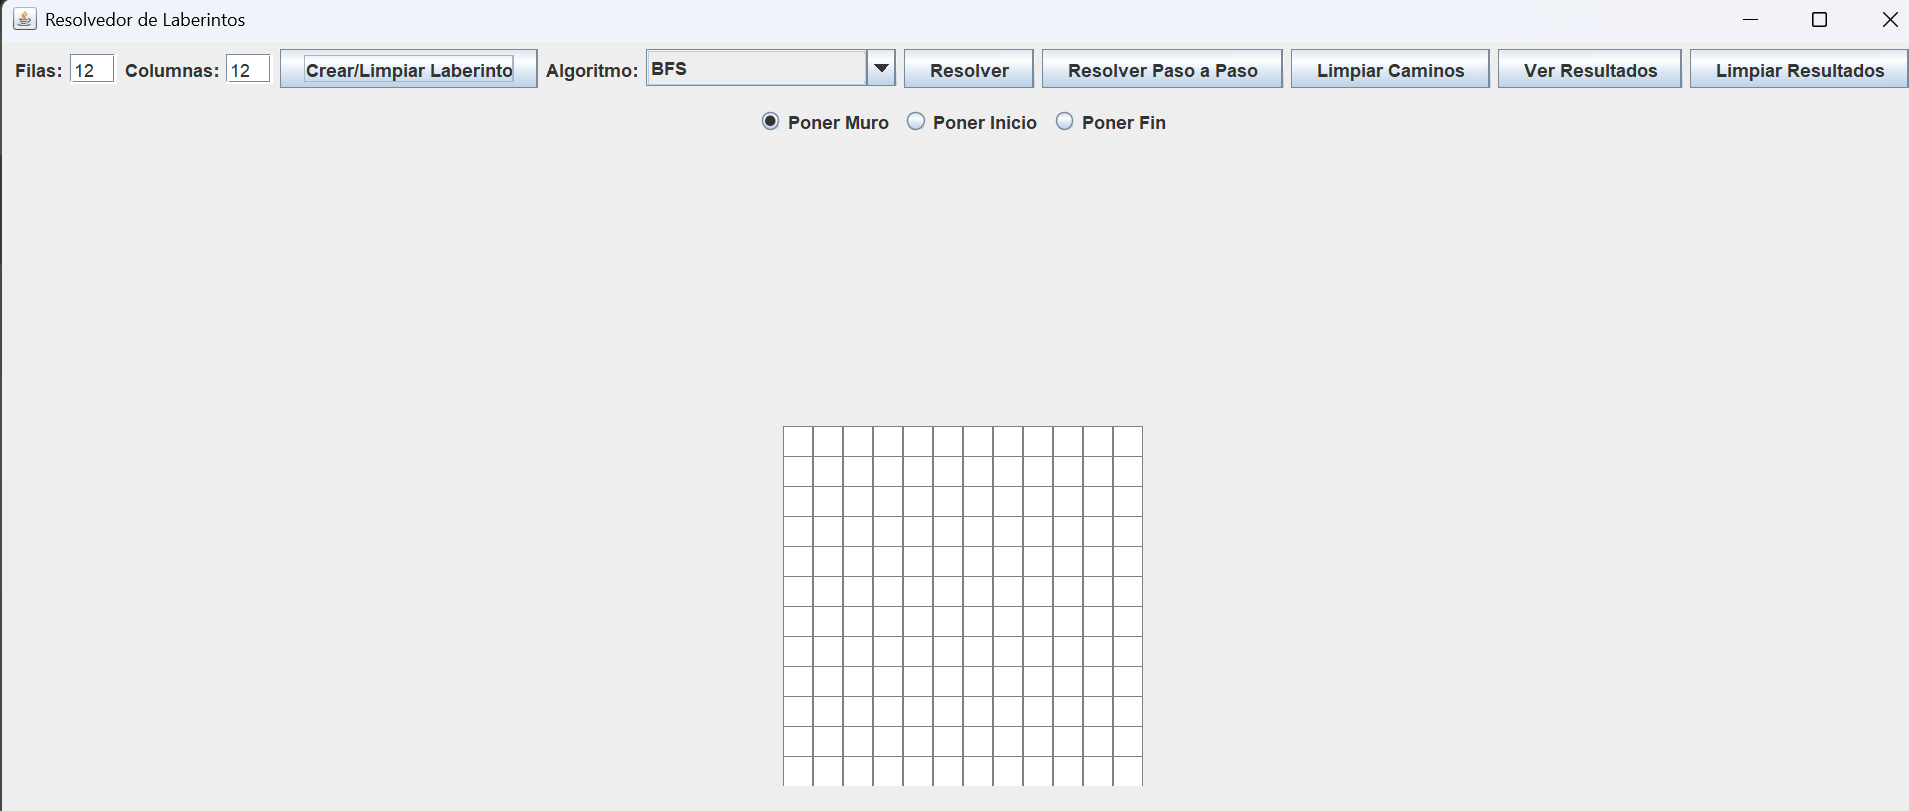 Resolvedor de Laberintos
Filas: 12 Columnas: 12 Crear/Limpiar Laberinto Algoritmo: BFS Resolver Resolver Paso a Paso Limpiar Caminos Ver Resultados Limpiar Resultados
Poner Muro Poner Inicio Poner Fin